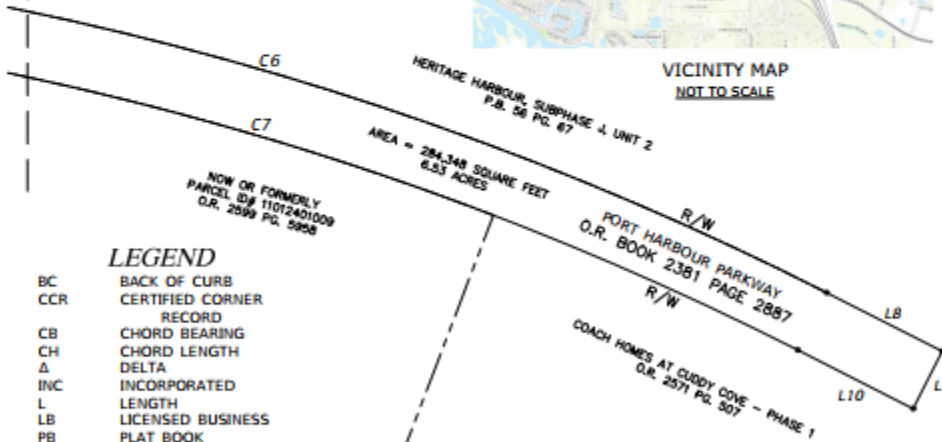 C6
HERITAGE HARBOUR, SUBPHASE J, UNIT 2
P.B. 56 PG. 67
VICINITY MAP
NOT TO SCALE
C7
AREA = 284,348 SQUARE FEET
6.53 ACRES
NOW OR FORMERLY
PARCEL ID# 11012401009
O.R. 2599 PG. 5958
R/W
PORT HARBOUR PARKWAY
O.R. BOOK 2381 PAGE 2887
R/W
L8
L
L10
COACH HOMES AT CUDDY COVE - PHASE 1
O.R. 2571 PG. 507
LEGEND
BC BACK OF CURB
CCR CERTIFIED CORNER
RECORD
CB CHORD BEARING
CH CHORD LENGTH
Δ DELTA
INC INCORPORATED
L LENGTH
LB LICENSED BUSINESS
PB PLAT BOOK